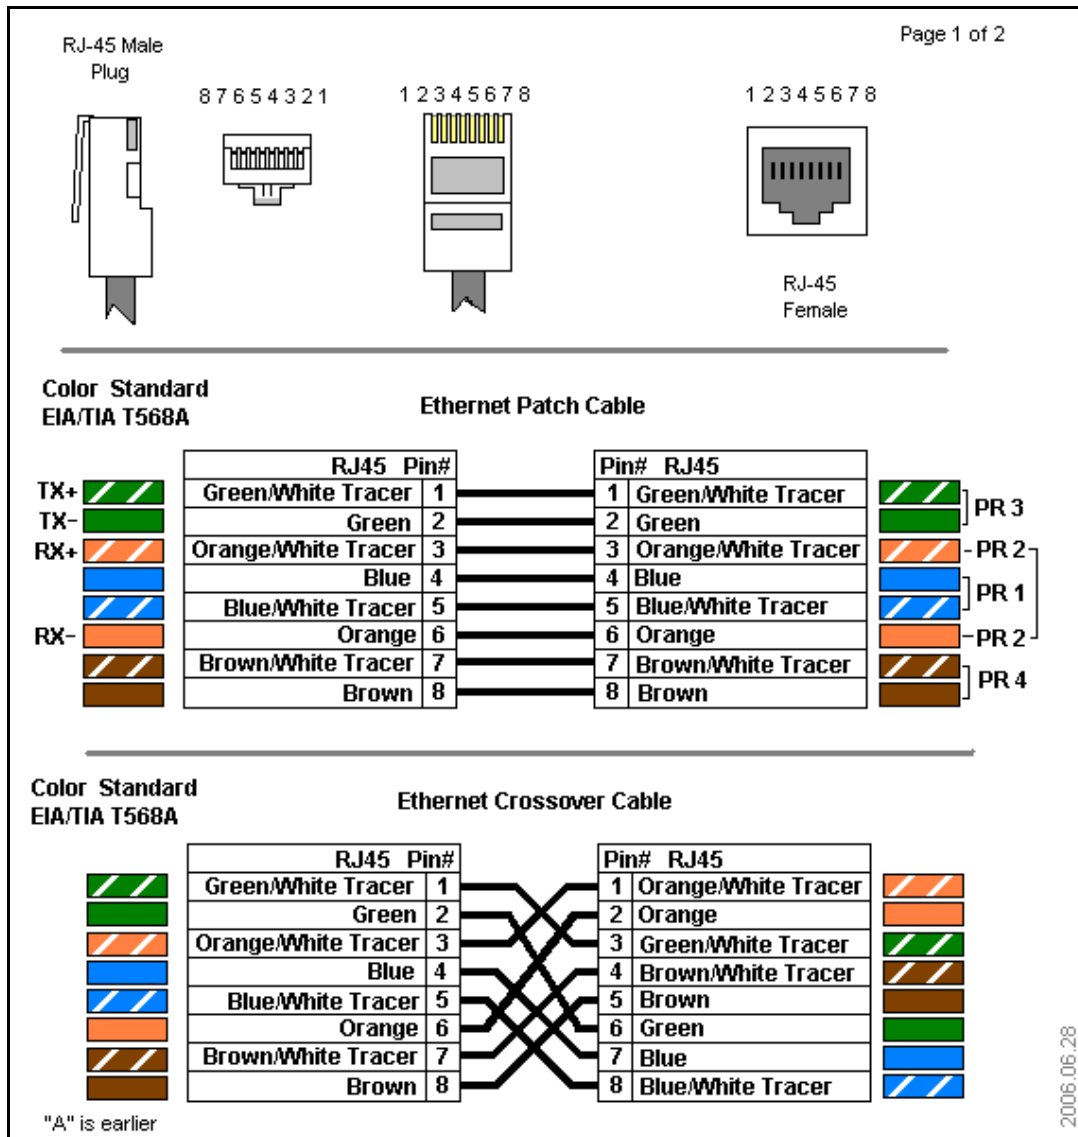 Page 1 of 2
RJ-45 Male
Plug
8 7 6 5 4 3 2 1
1 2 3 4 5 6 7 8
1 2 3 4 5 6 7 8
RJ-45
Female
Color Standard
EIA/TIA T568A
Ethernet Patch Cable
RJ45 Pin# Pin# RJ45
TX+ Green/White Tracer 1 1 Green/White Tracer
TX- Green 2 2 Green
PR 3
RX+ Orange/White Tracer 3 3 Orange/White Tracer PR 2
Blue 4 4 Blue
PR 1
Blue/White Tracer 5 5 Blue/White Tracer
RX- Orange 6 6 Orange PR 2
Brown/White Tracer 7 7 Brown/White Tracer
PR 4
Brown 8 8 Brown
Color Standard
EIA/TIA T568A
Ethernet Crossover Cable
RJ45 Pin# Pin# RJ45
Green/White Tracer 1 1 Orange/White Tracer
Green 2 2 Orange
Orange/White Tracer 3 3 Green/White Tracer
Blue 4 4 Brown/White Tracer
Blue/White Tracer 5 5 Brown
Orange 6 6 Green
Brown/White Tracer 7 7 Blue
Brown 8 8 Blue/White Tracer
"A" is earlier
2006.06.28